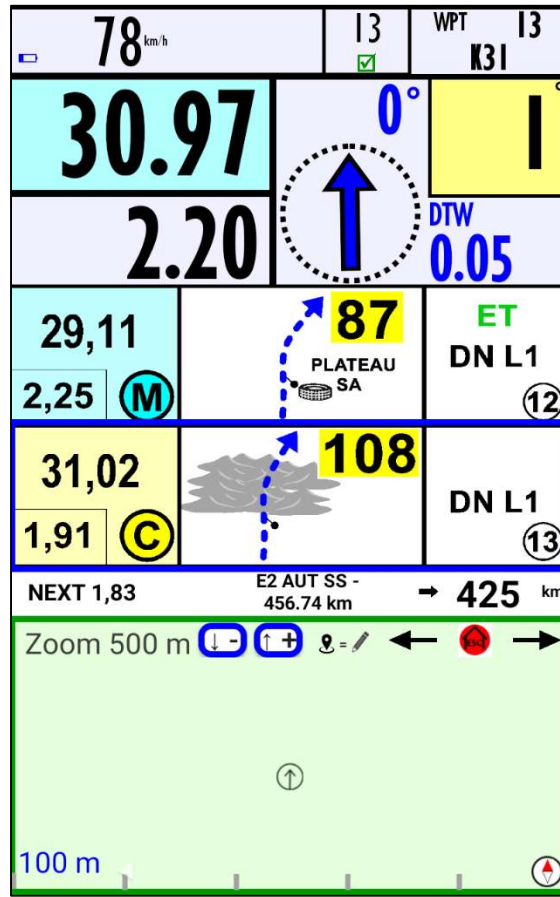 78 km/h
13
WPT 13
K31
30.97
0°
1°
2.20
DTW
0.05
29,11
87
ET
PLATEAU
SA
DN L1
2,25 M
12
31,02
108
DN L1
1,91 C
13
NEXT 1,83
E2 AUT SS -
456.74 km
425 km
Zoom 500 m
↓ -
↑ +
=
ESC
100 m